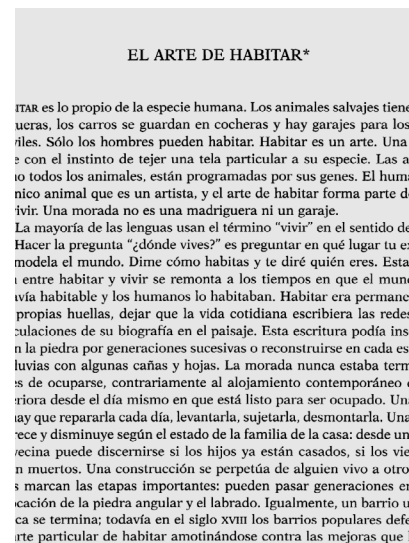 EL ARTE DE HABITAR*
ITAR es lo propio de la especie humana. Los animales salvajes tiene
ueras, los carros se guardan en cocheras y hay garajes para los
viles. Sólo los hombres pueden habitar. Habitar es un arte. Una
e con el instinto de tejer una tela particular a su especie. Las a
no todos los animales, están programadas por sus genes. El hum
nico animal que es un artista, y el arte de habitar forma parte d
ivir. Una morada no es una madriguera ni un garaje.
La mayoría de las lenguas usan el término “vivir” en el sentido de
Hacer la pregunta “¿dónde vives?” es preguntar en qué lugar tu ex
modela el mundo. Dime cómo habitas y te diré quién eres. Esta
n entre habitar y vivir se remonta a los tiempos en que el mun
avía habitable y los humanos lo habitaban. Habitar era permane
propias huellas, dejar que la vida cotidiana escribiera las redes
culaciones de su biografía en el paisaje. Esta escritura podía ins
n la piedra por generaciones sucesivas o reconstruirse en cada es
luvias con algunas cañas y hojas. La morada nunca estaba term
es de ocuparse, contrariamente al alojamiento contemporáneo
riora desde el día mismo en que está listo para ser ocupado. Un
ay que repararla cada día, levantarla, sujetarla, desmontarla. Una
rece y disminuye según el estado de la familia de la casa: desde un
vecina puede discernirse si los hijos ya están casados, si los vie
n muertos. Una construcción se perpetúa de alguien vivo a otro
s marcan las etapas importantes: pueden pasar generaciones en
ocación de la piedra angular y el labrado. Igualmente, un barrio u
ca se termina; todavía en el siglo XVIII los barrios populares defe
rte particular de habitar amotinándose contra las mejoras que l